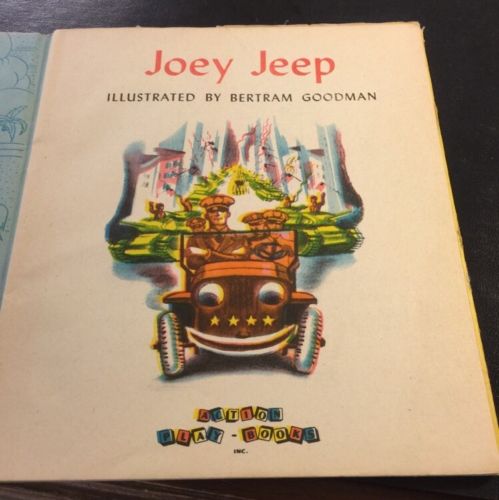 Joey Jeep
ILLUSTRATED BY BERTRAM GOODMAN
ACTION
PLAY-BOOKS
INC.